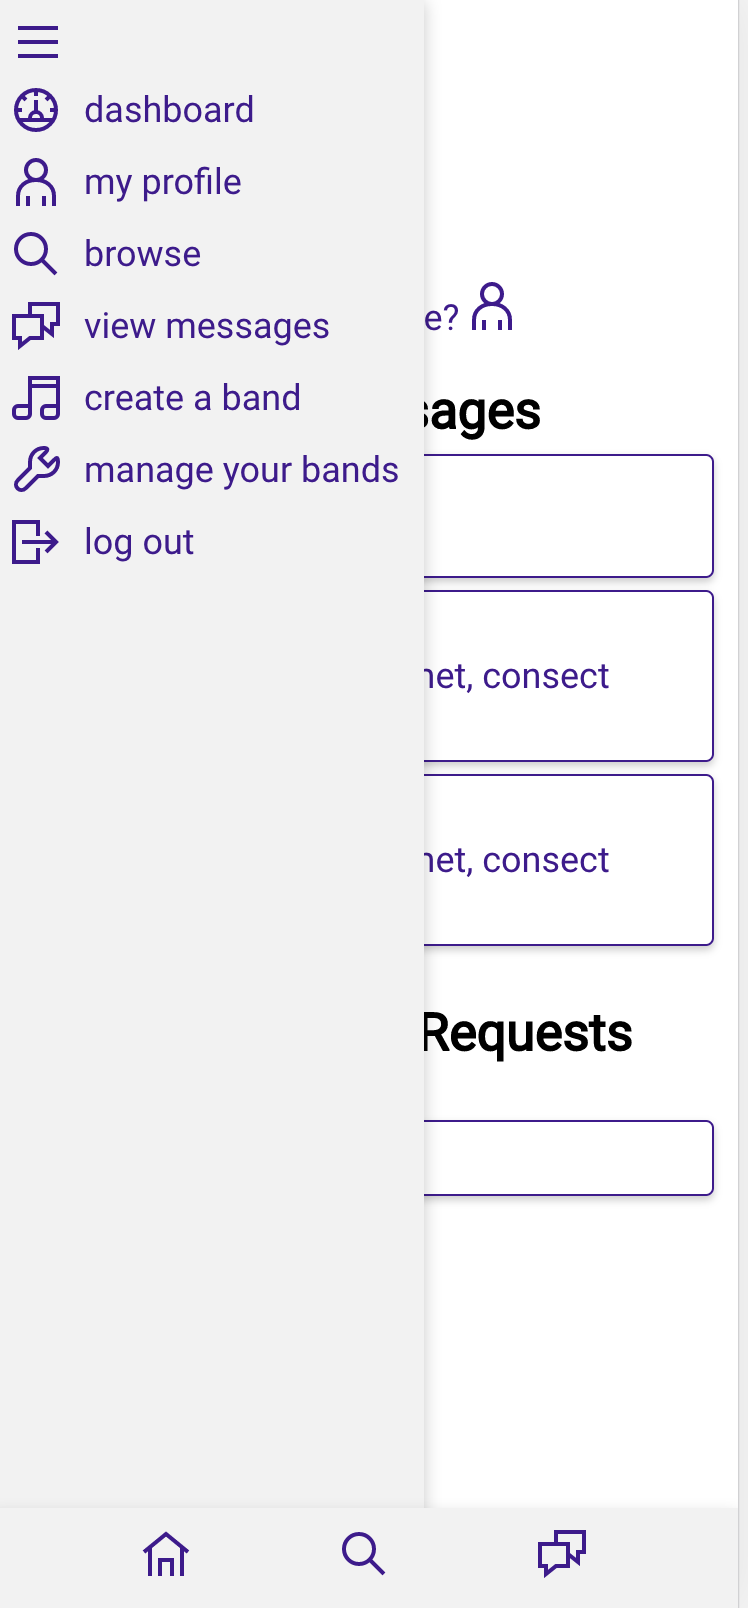 dashboard
my profile
browse
e?
view messages
create a band
sages
manage your bands
log out
net, consect
net, consect
Requests